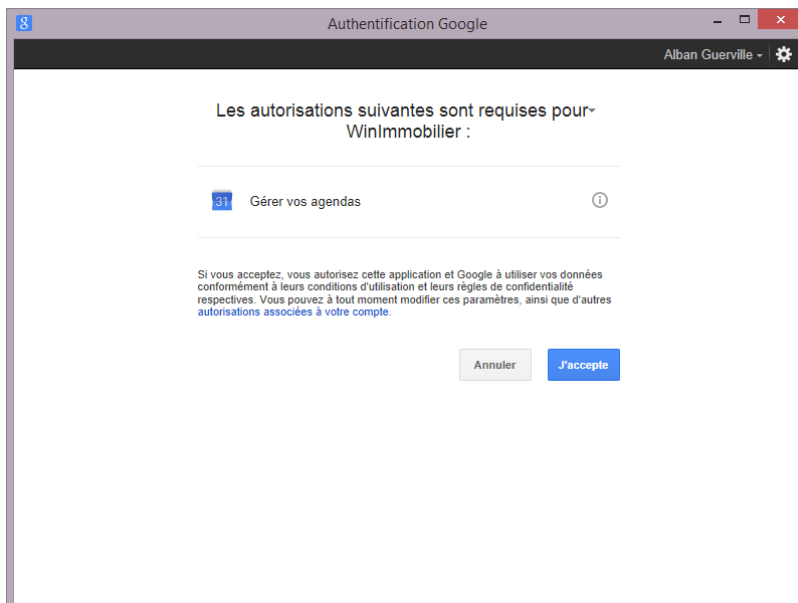 8
Authentification Google
Alban Guerville
Les autorisations suivantes sont requises pour
WinImmobilier :
31
Gérer vos agendas
Si vous acceptez, vous autorisez cette application et Google à utiliser vos données
conformément à leurs conditions d'utilisation et leurs règles de confidentialité
respectives. Vous pouvez à tout moment modifier ces paramètres, ainsi que d'autres
autorisations associées à votre compte.
Annuler
J'accepte